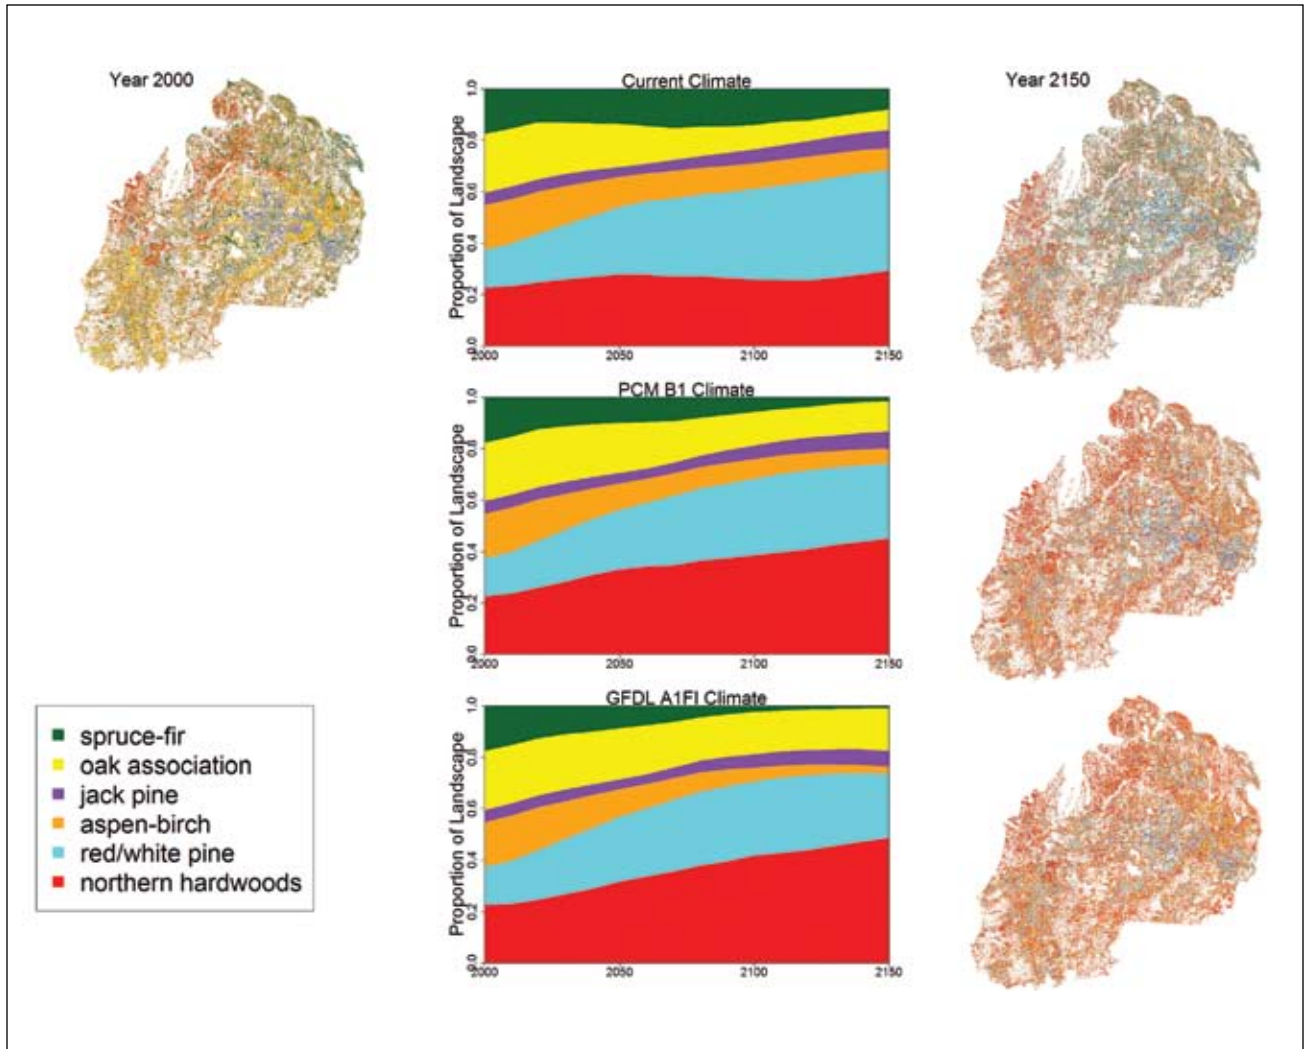 Year 2000
Current Climate
Year 2150
Proportion of Landscape
0.0 0.2 0.4 0.6 0.8 1.0
2000 2050 2100 2150
PCM B1 Climate
Proportion of Landscape
0.0 0.2 0.4 0.6 0.8 1.0
2000 2050 2100 2150
GFDL A1FI Climate
Proportion of Landscape
0.0 0.2 0.4 0.6 0.8 1.0
2000 2050 2100 2150
spruce-fir
oak association
jack pine
aspen-birch
red/white pine
northern hardwoods